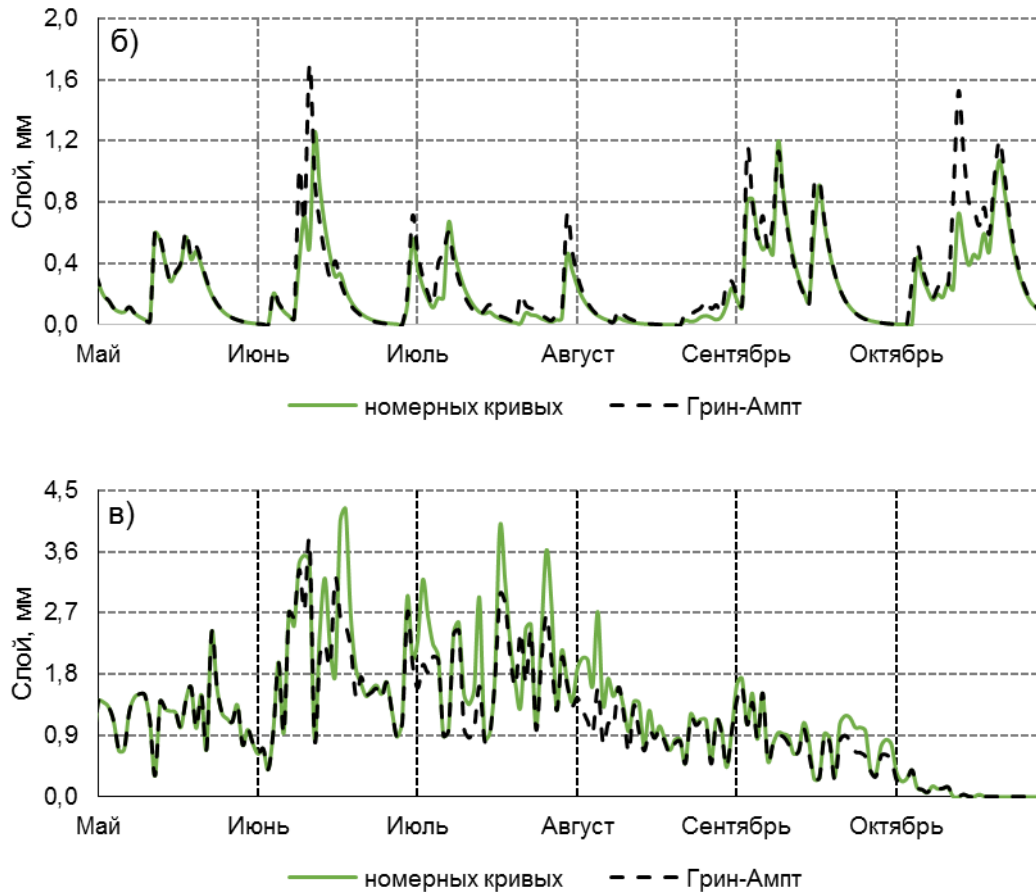 2,0
б)
1,6
1,2
0,8
0,4
0,0
Слой, мм
Май Июнь Июль Август Сентябрь Октябрь
номерных кривых Грин-Ампт
4,5
в)
3,6
2,7
1,8
0,9
0,0
Слой, мм
Май Июнь Июль Август Сентябрь Октябрь
номерных кривых Грин-Ампт